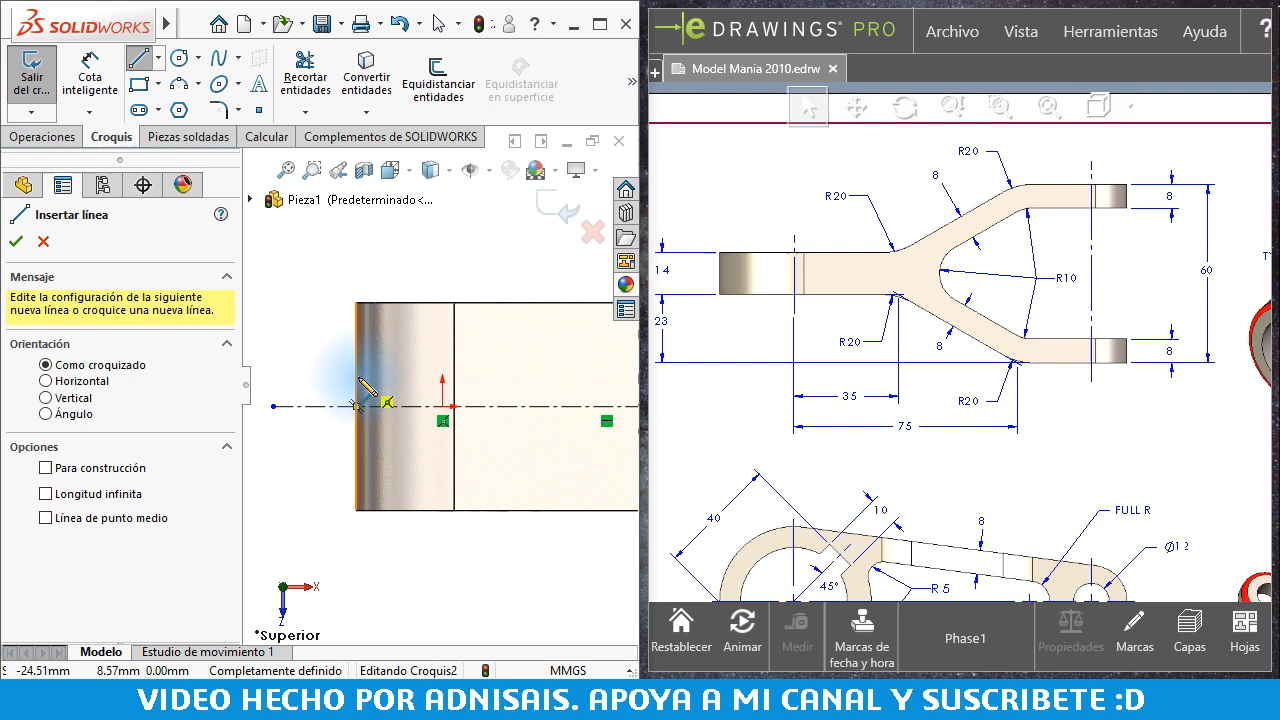 SOLIDWORKS
Salir
del cr...
Cota
inteligente
Recortar
entidades
Convertir
entidades
Equidistanciar
entidades
Equidistanciar
en superficie
Operaciones
Croquis
Piezas soldadas
Calcular
Complementos de SOLIDWORKS
Insertar línea
Mensaje
Edite la configuración de la siguiente
nueva línea o croquice una nueva línea.
Orientación
Como croquizado
Horizontal
Vertical
Ángulo
Opciones
Para construcción
Longitud infinita
Línea de punto medio
Pieza1 (Predeterminado <...
X
Z
*Superior
Modelo
Estudio de movimiento 1
S
-24.51mm
8.57mm
0.00mm
Completamente definido
Editando Croquis2
MMGS
e DRAWINGS® PRO
Archivo
Vista
Herramientas
Ayuda
?
Model Mania 2010.edrw
R20
8
R20
8
14
R10
60
23
R20
8
8
35
R20
75
40
10
8
FULL R
Ø12
45°
R 5
Restablecer
Animar
Medir
Marcas de
fecha y hora
Phase1
Propiedades
Marcas
Capas
Hojas
VIDEO HECHO POR ADNISAIS. APOYA A MI CANAL Y SUSCRIBETE :D